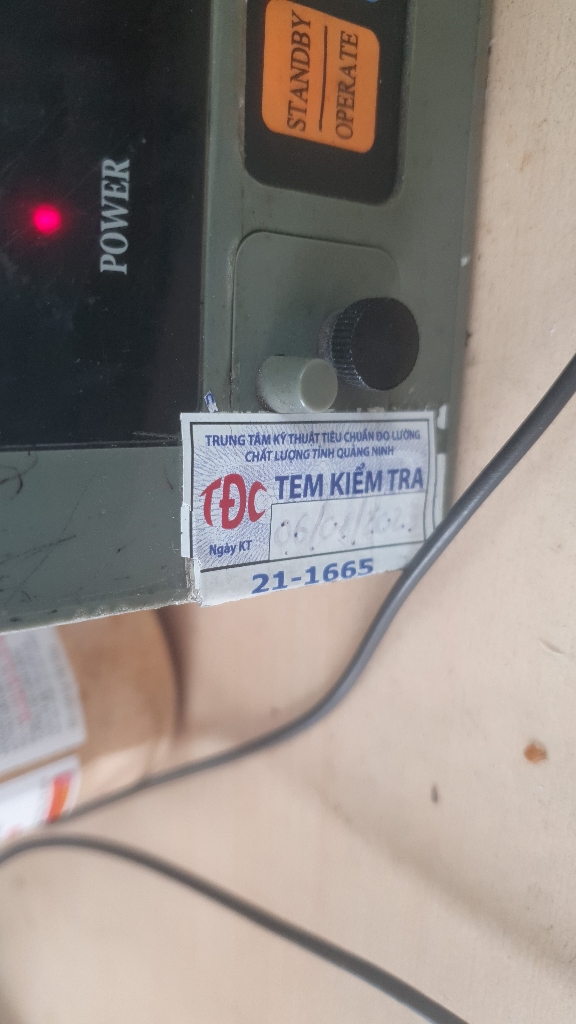 STANDBY
OPERATE
POWER
TRUNG TÂM KỸ THUẬT TIÊU CHUẨN ĐO LƯỜNG
CHẤT LƯỢNG TỈNH QUẢNG NINH
TĐC TEM KIỂM TRA
Ngày KT
21-1665